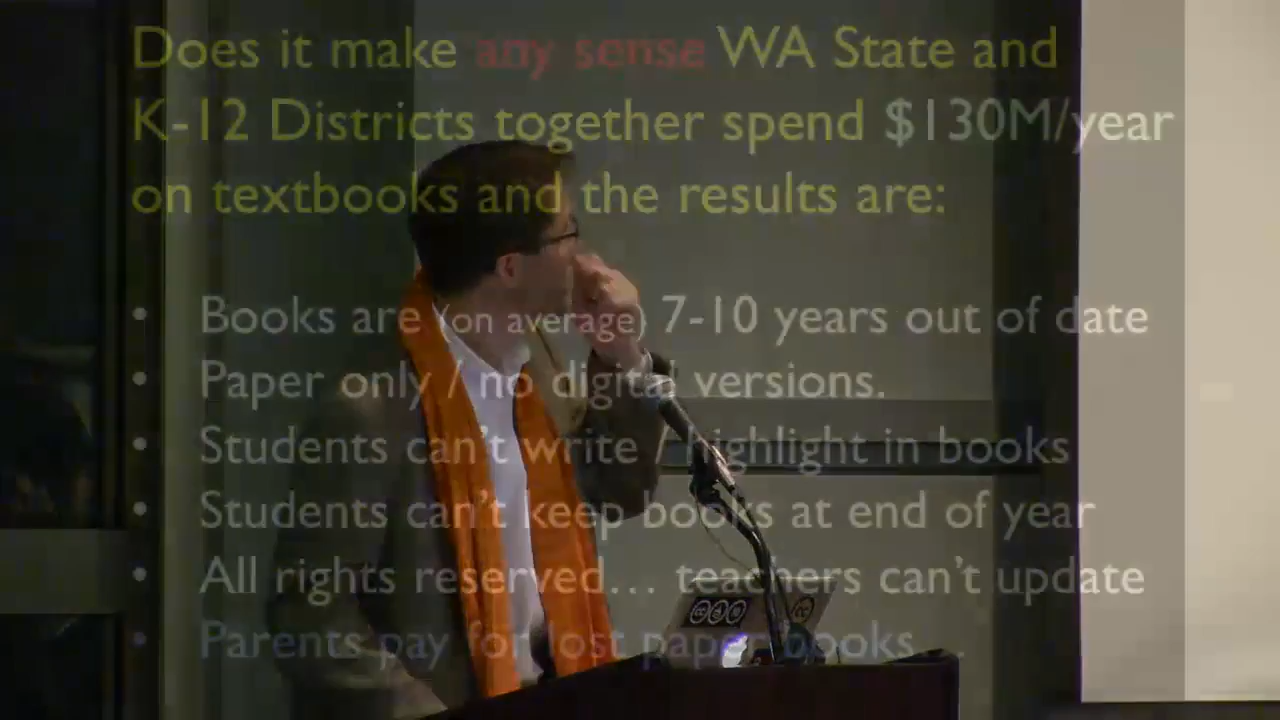 Does it make any sense WA State and
K-12 Districts together spend $130M/year
on textbooks and the results are:
• Books are (on average) 7-10 years out of date
• Paper only / no digital versions.
• Students can't write highlight in books
• Students can't keep books at end of year
• All rights reserved... teachers can't update
• Parents pay for lost paper books